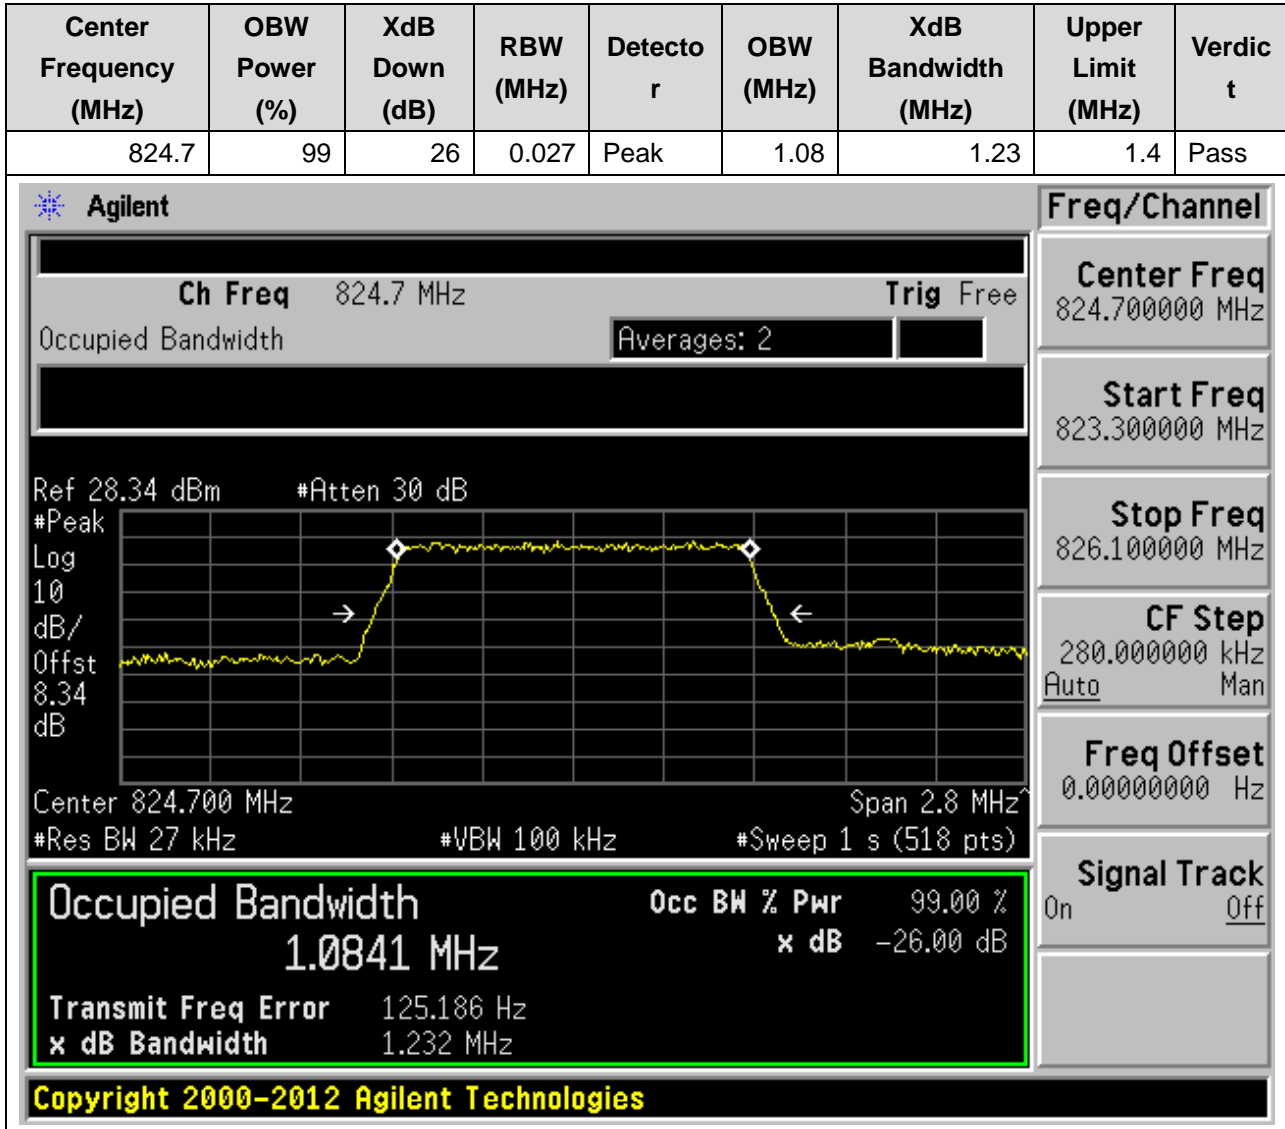 Center Frequency (MHz) OBW Power (%) XdB Down (dB) RBW (MHz) Detecto r OBW (MHz) XdB Bandwidth (MHz) Upper Limit (MHz) Verdic t
824.7 99 26 0.027 Peak 1.08 1.23 1.4 Pass
Agilent
Freq/Channel
Ch Freq 824.7 MHz Trig Free
Occupied Bandwidth Averages: 2
Center Freq
824.700000 MHz
Start Freq
823.300000 MHz
Stop Freq
826.100000 MHz
CF Step
280.000000 kHz
Auto Man
Freq Offset
0.00000000 Hz
Signal Track
On Off
Ref 28.34 dBm #Atten 30 dB
#Peak
Log
10
dB/
Offst
8.34
dB
Center 824.700 MHz Span 2.8 MHz^
#Res BW 27 kHz #VBW 100 kHz #Sweep 1 s (518 pts)
Occupied Bandwidth Occ BW % Pwr 99.00 %
1.0841 MHz x dB -26.00 dB
Transmit Freq Error 125.186 Hz
x dB Bandwidth 1.232 MHz
Copyright 2000-2012 Agilent Technologies